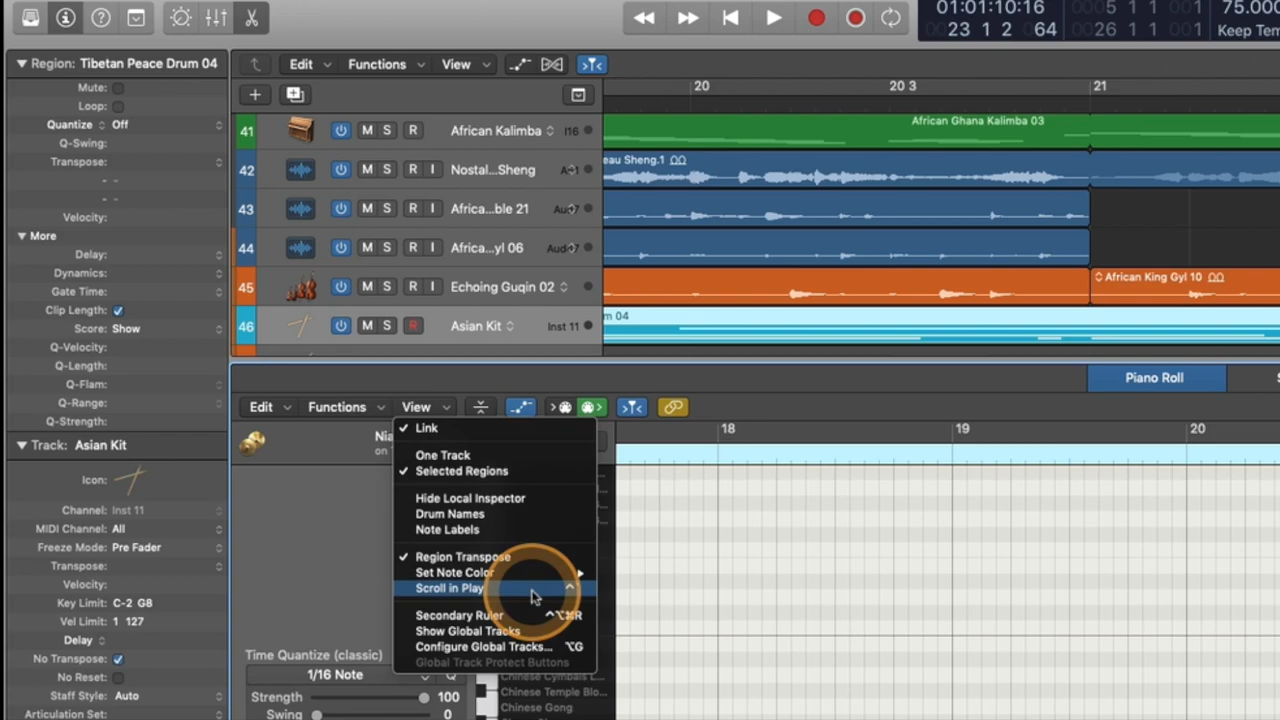 01:01:10:16
23 1 2 64
0005 1 1 001
0026 1 1 001
75.000
Keep Tem
Region: Tibetan Peace Drum 04
Mute:
Loop:
Quantize Off
Q-Swing:
Transpose:
Velocity:
More
Delay:
Dynamics:
Gate Time:
Clip Length:
Score: Show
Q-Velocity:
Q-Length:
Q-Flam:
Q-Range:
Q-Strength:
Track: Asian Kit
Icon:
Channel: Inst 11
MIDI Channel: All
Freeze Mode: Pre Fader
Transpose:
Velocity:
Key Limit: C-2 G8
Vel Limit: 1 127
Delay
No Transpose:
No Reset:
Staff Style: Auto
Articulation Set:
Edit Functions View
20 20 3 21
41 M S R African Kalimba I16
African Ghana Kalimba 03
42 M S R I Nostal...Sheng
eau Sheng.1
43 M S R I Africa...ble 21
44 M S R I Africa...yl 06
45 M S R I Echoing Guqin 02
African King Gyl 10
46 M S R Asian Kit Inst 11
m 04
Piano Roll
Edit Functions View
18 19 20
Nia
on
Link
One Track
Selected Regions
Hide Local Inspector
Drum Names
Note Labels
Region Transpose
Set Note Color
Scroll in Play ^`
Secondary Ruler ^⌥⌘R
Show Global Tracks
Configure Global Tracks... ⌥G
Global Track Protect Buttons
Time Quantize (classic)
1/16 Note Q
Strength 100
Swing 0
Chinese Cymbals L...
Chinese Temple Blo...
Chinese Gong